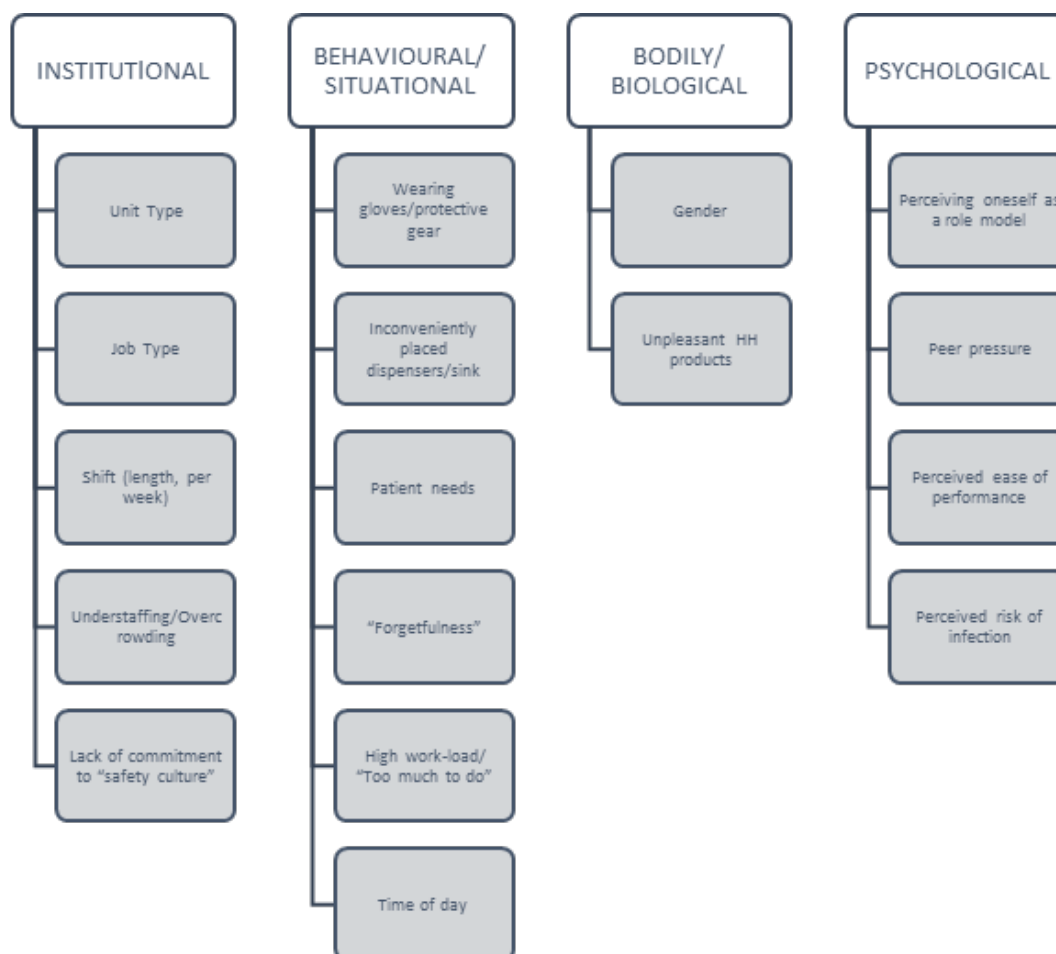 INSTITUTIONAL
Unit Type
Job Type
Shift (length, per
week)
Understaffing/Overc
rowding
Lack of commitment
to “safety culture”
BEHAVIOURAL/
SITUATIONAL
Wearing
gloves/protective
gear
Inconveniently
placed
dispensers/sink
Patient needs
“Forgetfulness”
High work-load/
“Too much to do”
Time of day
BODILY/
BIOLOGICAL
Gender
Unpleasant HH
products
PSYCHOLOGICAL
Perceiving oneself as
a role model
Peer pressure
Perceived ease of
performance
Perceived risk of
infection